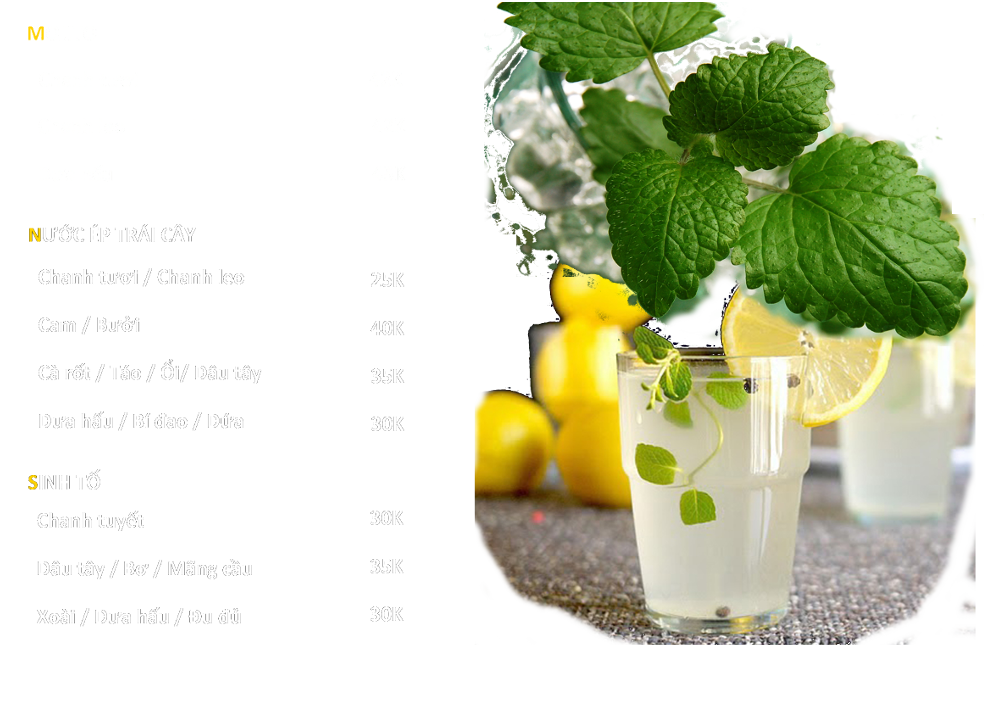 M
NƯỚC ÉP TRÁI CÂY
Chanh tươi / Chanh leo 25K
Cam / Bưởi 40K
Cà rốt / Táo / Ổi/ Dâu tây 35K
Dưa hấu / Bí đao / Dứa 30K
SINH TỐ
Chanh tuyết 30K
Dâu tây / Bơ / Mãng cầu 35K
Xoài / Dưa hấu / Đu đủ 30K